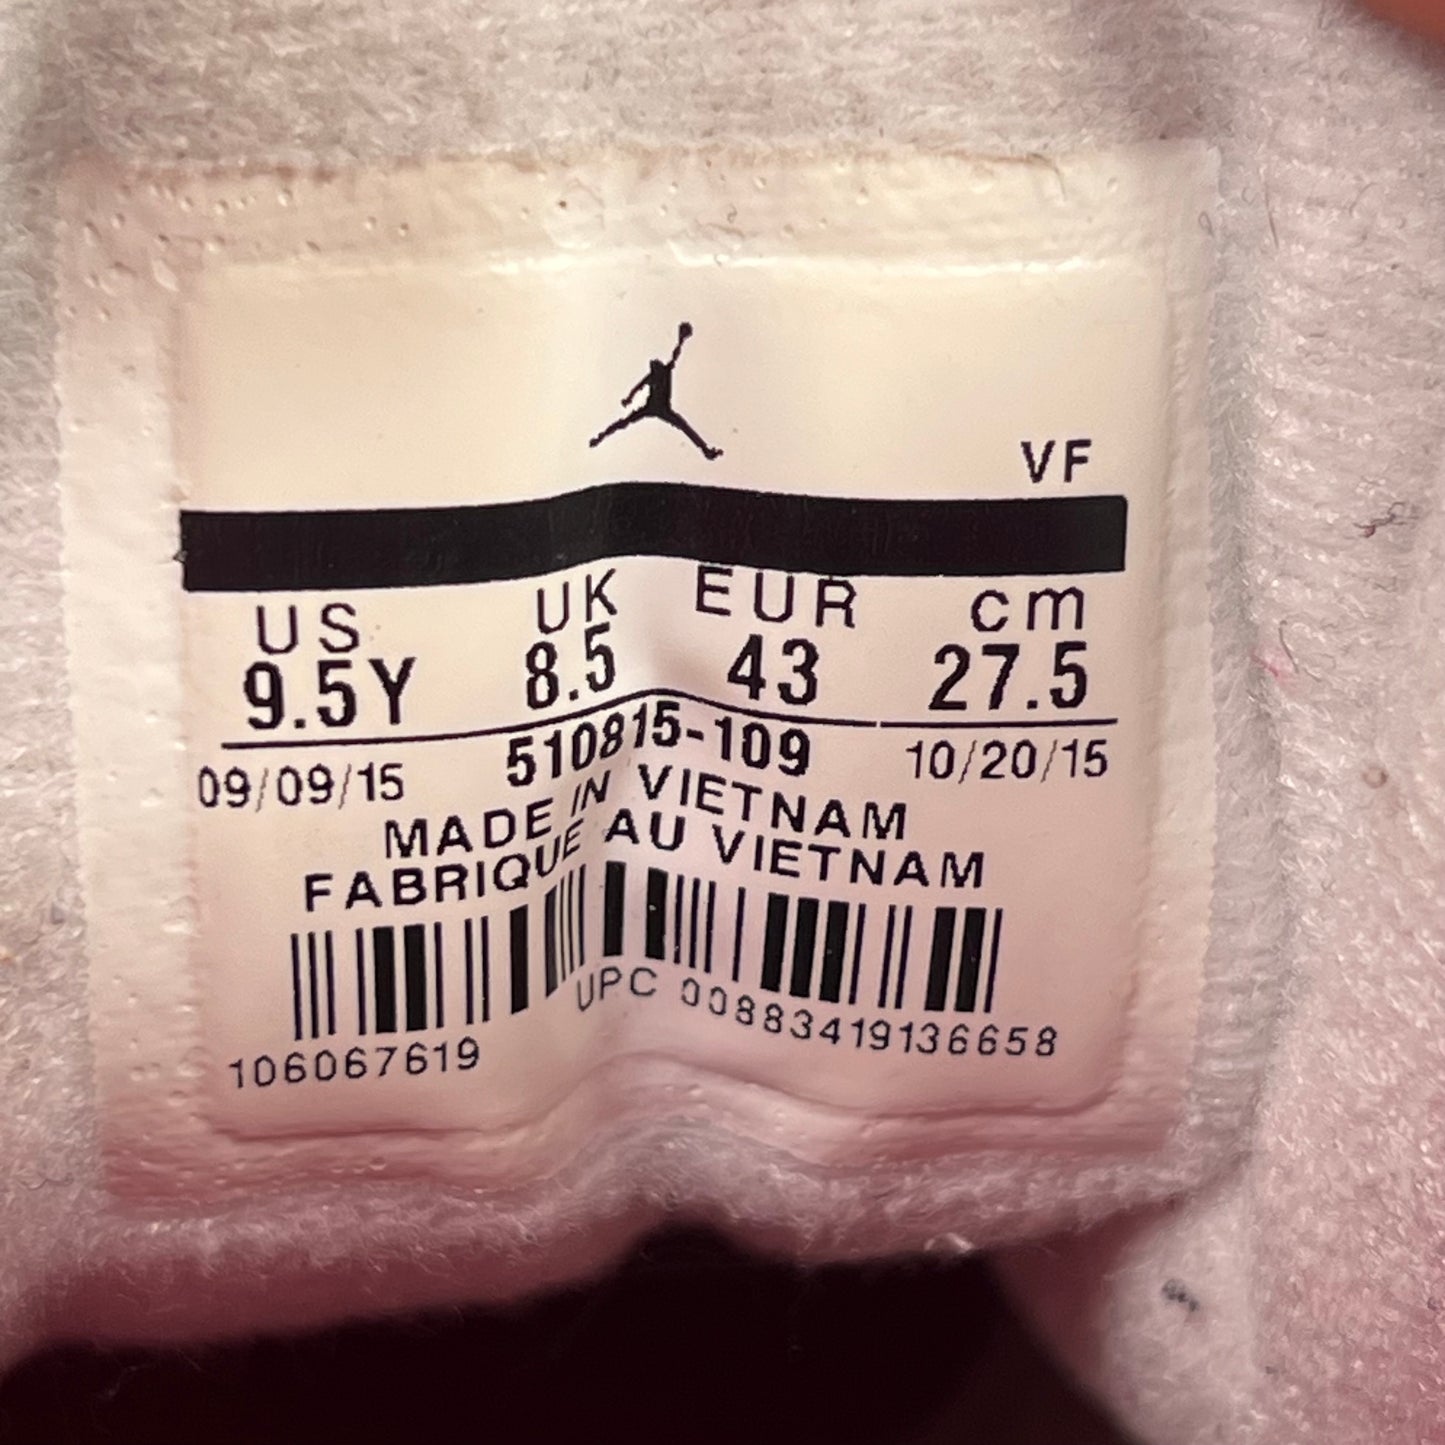 VF
US UK EUR cm
9.5Y 8.5 43 27.5
09/09/15 510815-109 10/20/15
MADE IN VIETNAM
FABRIQUE AU VIETNAM
106067619 UPC 00883419136658